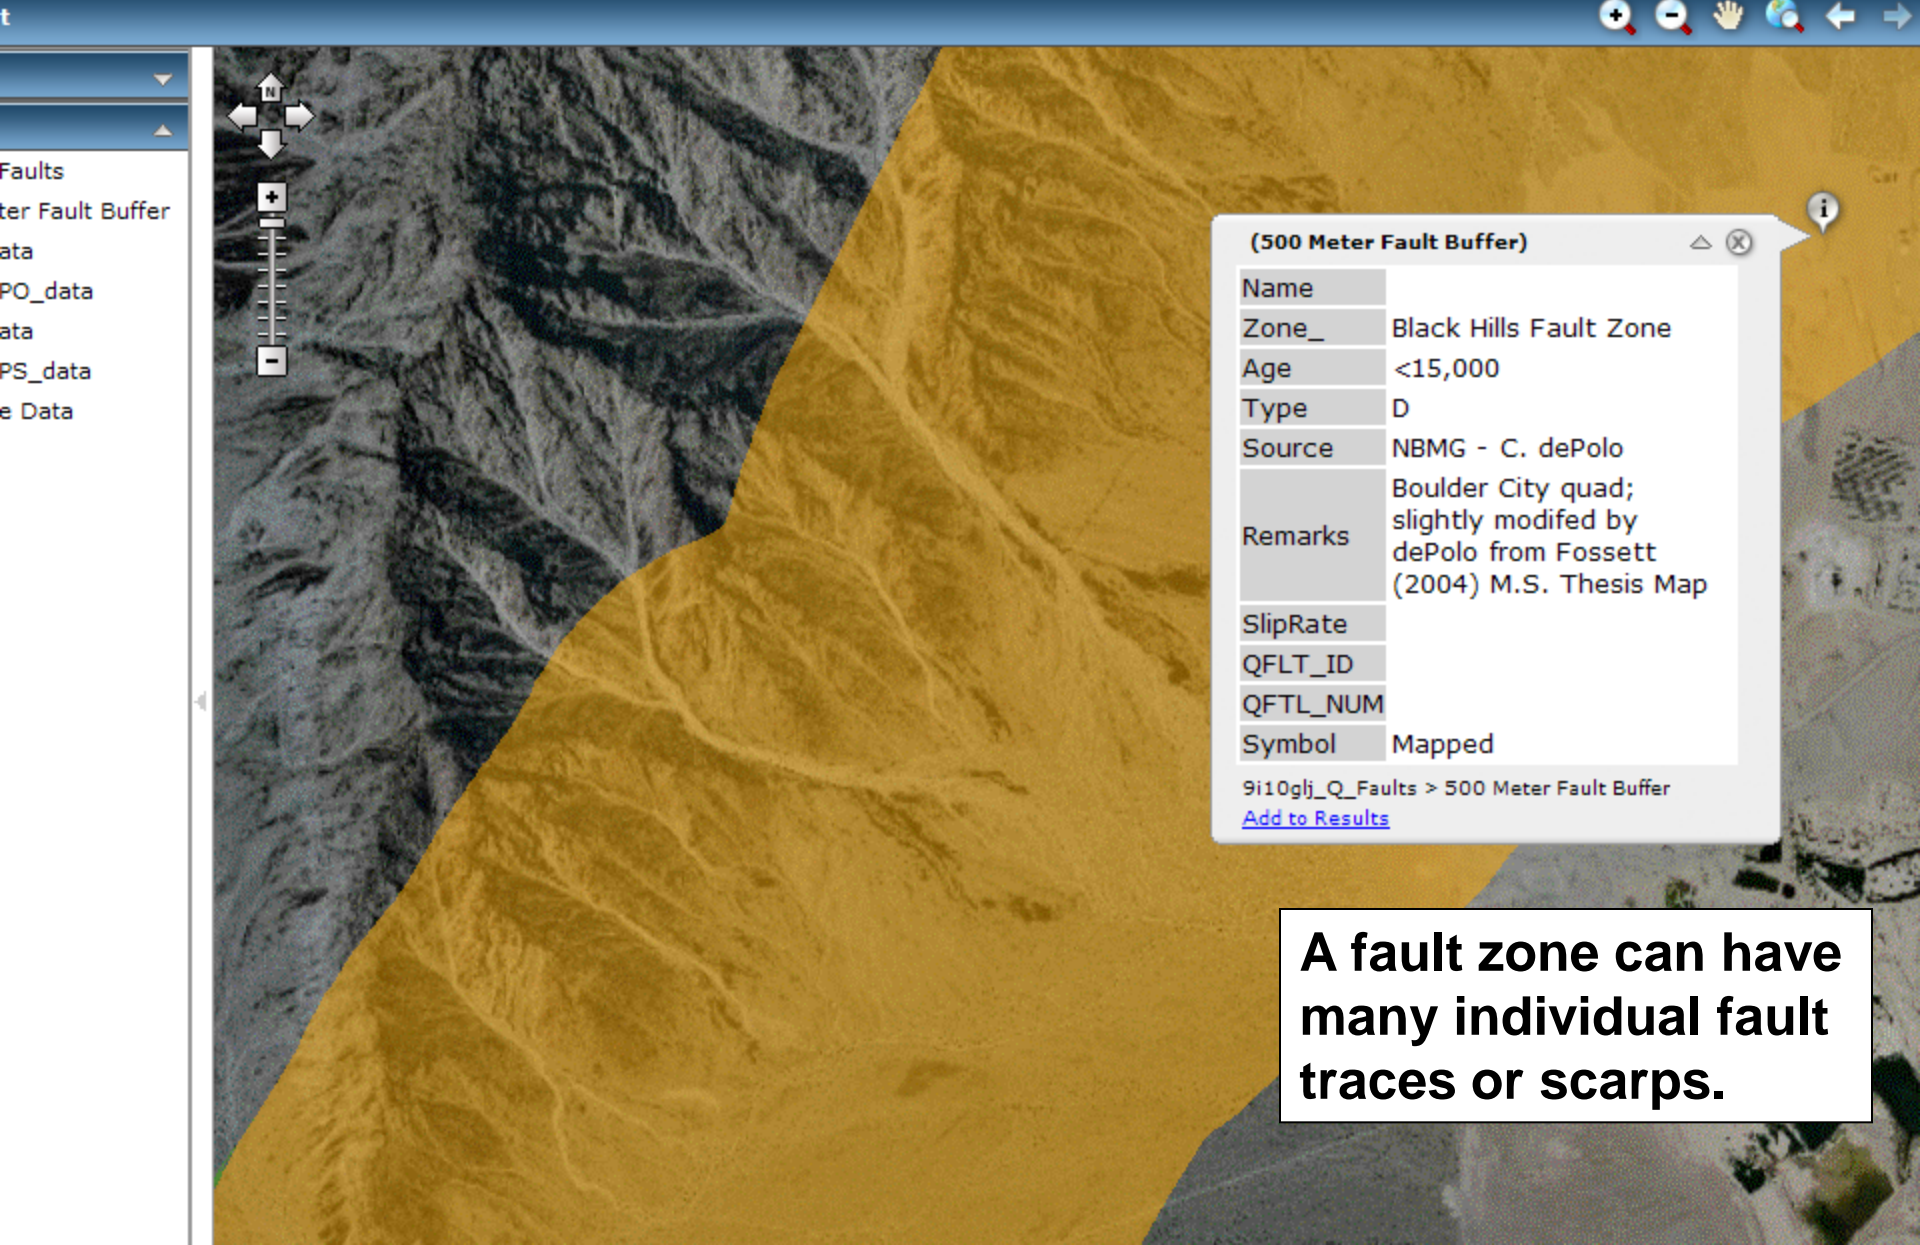 t
Faults
ter Fault Buffer
ata
PO_data
ata
PS_data
e Data
N
i
(500 Meter Fault Buffer)
Name
Zone_ Black Hills Fault Zone
Age <15,000
Type D
Source NBMG - C. dePolo
Remarks Boulder City quad;
slightly modifed by
dePolo from Fossett
(2004) M.S. Thesis Map
SlipRate
QFLT_ID
QFTL_NUM
Symbol Mapped
9i10glj_Q_Faults > 500 Meter Fault Buffer
Add to Results
A fault zone can have
many individual fault
traces or scarps.